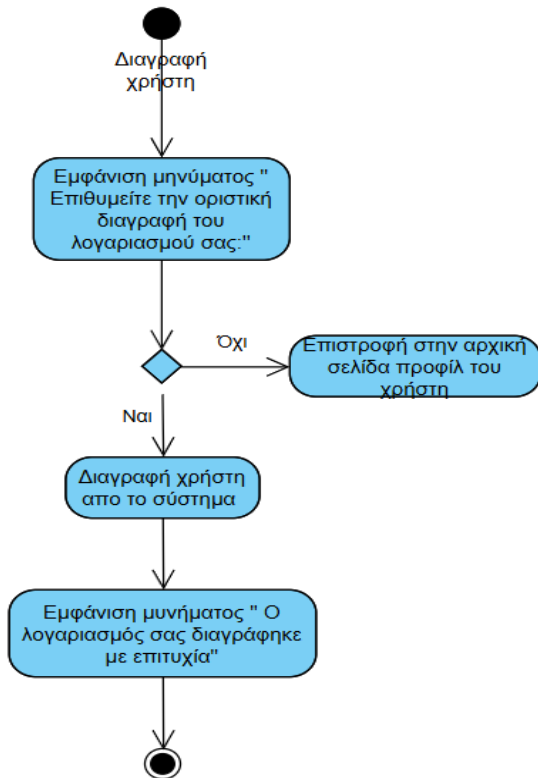 Διαγραφή
χρήστη
Εμφάνιση μηνύματος "
Επιθυμείτε την οριστική
διαγραφή του
λογαριασμού σας:"
Όχι
Επιστροφή στην αρχική
σελίδα προφίλ του
χρήστη
Ναι
Διαγραφή χρήστη
απο το σύστημα
Εμφάνιση μυνήματος " Ο
λογαριασμός σας διαγράφηκε
με επιτυχία"